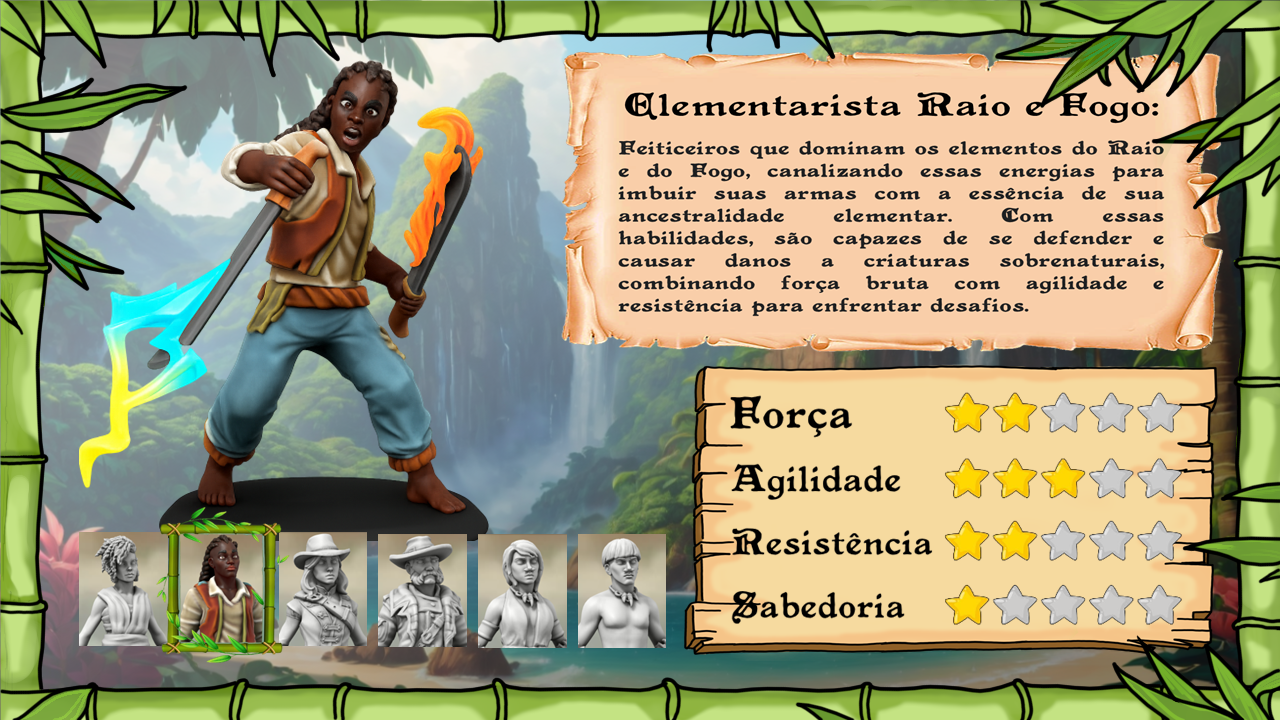 Elementarista Raio e Fogo:
Feiticeiros que dominam os elementos do Raio
e do Fogo, canalizando essas energias para
imbuir suas armas com a essência de sua
ancestralidade elementar. Com essas
habilidades, são capazes de se defender e
causar danos a criaturas sobrenaturais,
combinando força bruta com agilidade e
resistência para enfrentar desafios.
Força
Agilidade
Resistência
Sabedoria